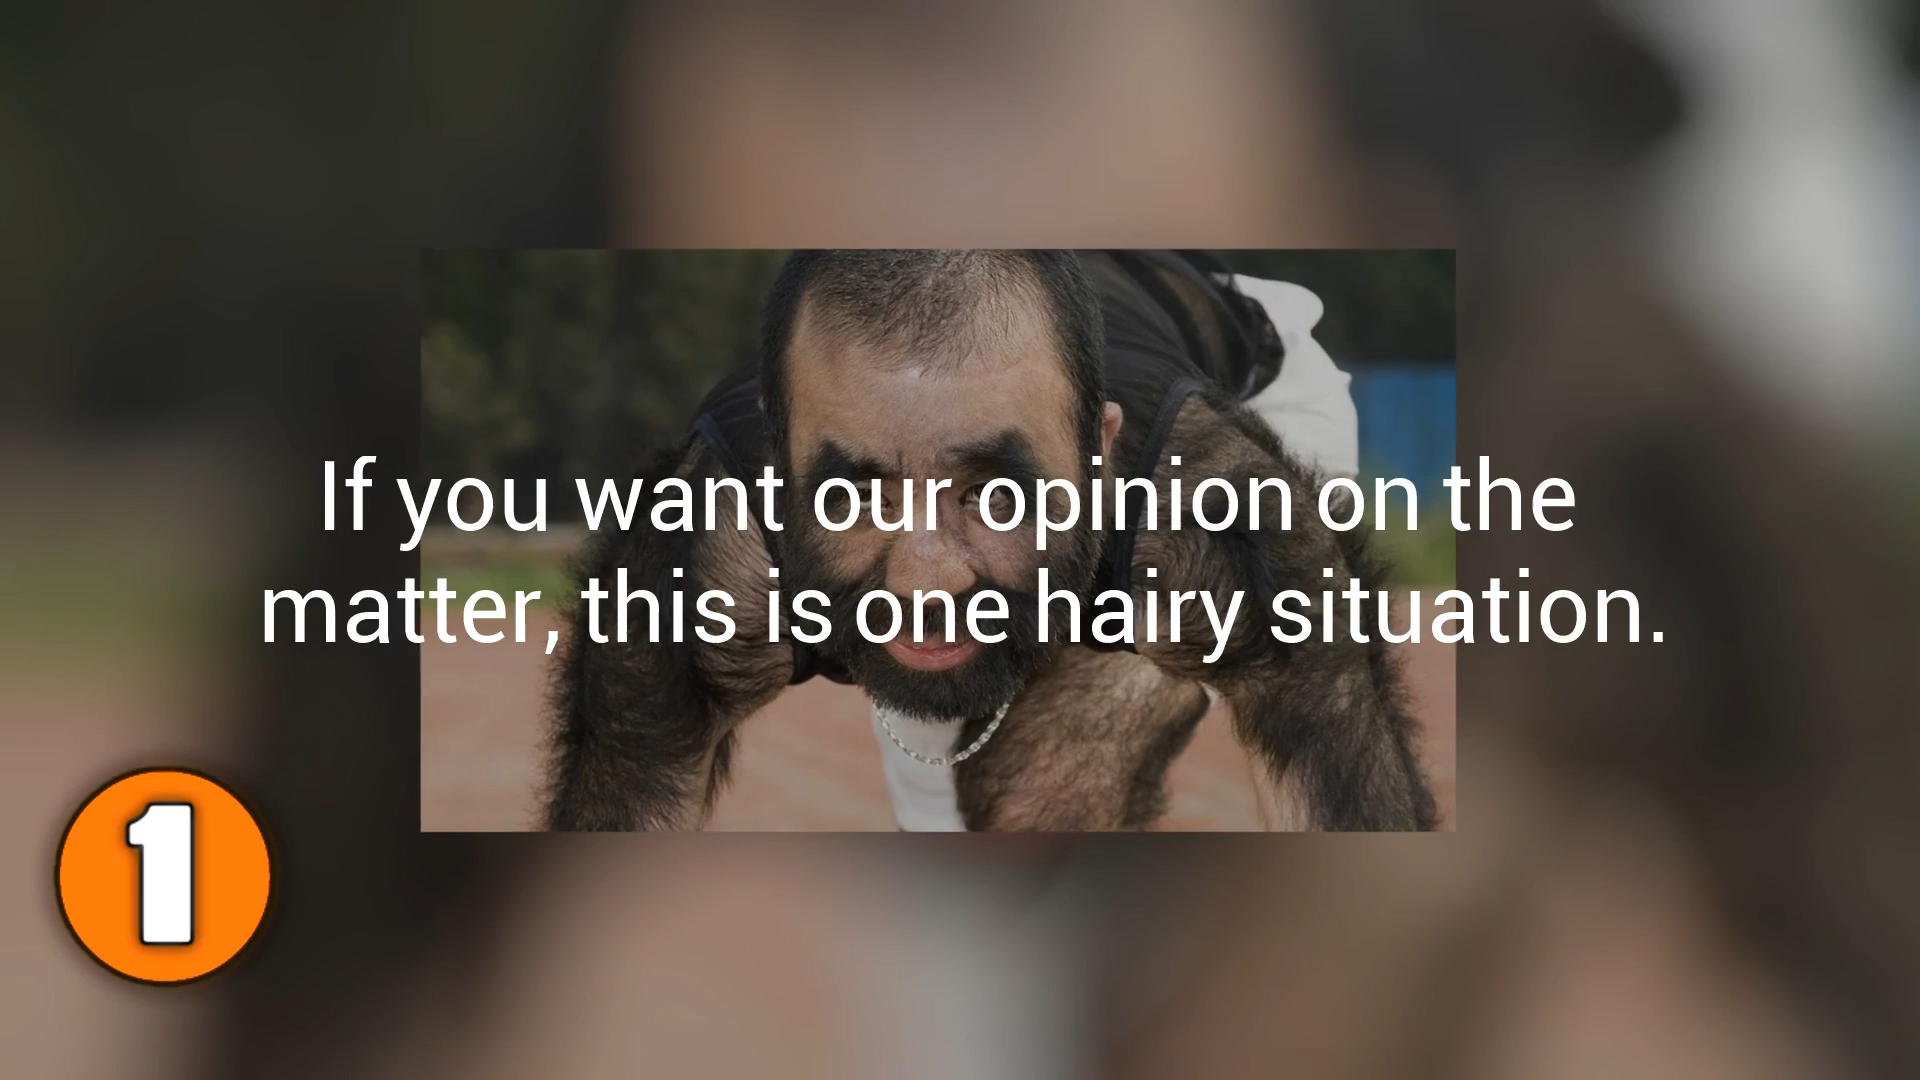 If you want our opinion on the
matter, this is one hairy situation.
1